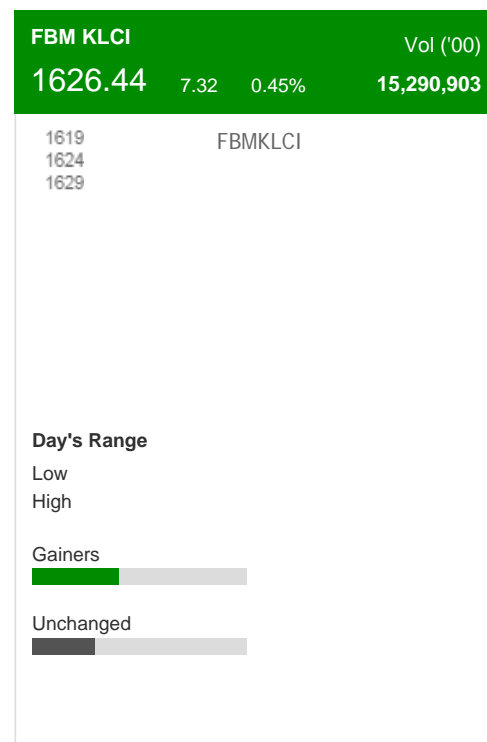 FBM KLCI
Vol ('00)
1626.44 7.32 0.45% 15,290,903
FBMKLCI
1619
1624
1629
Day's Range
Low
High
Gainers
Unchanged